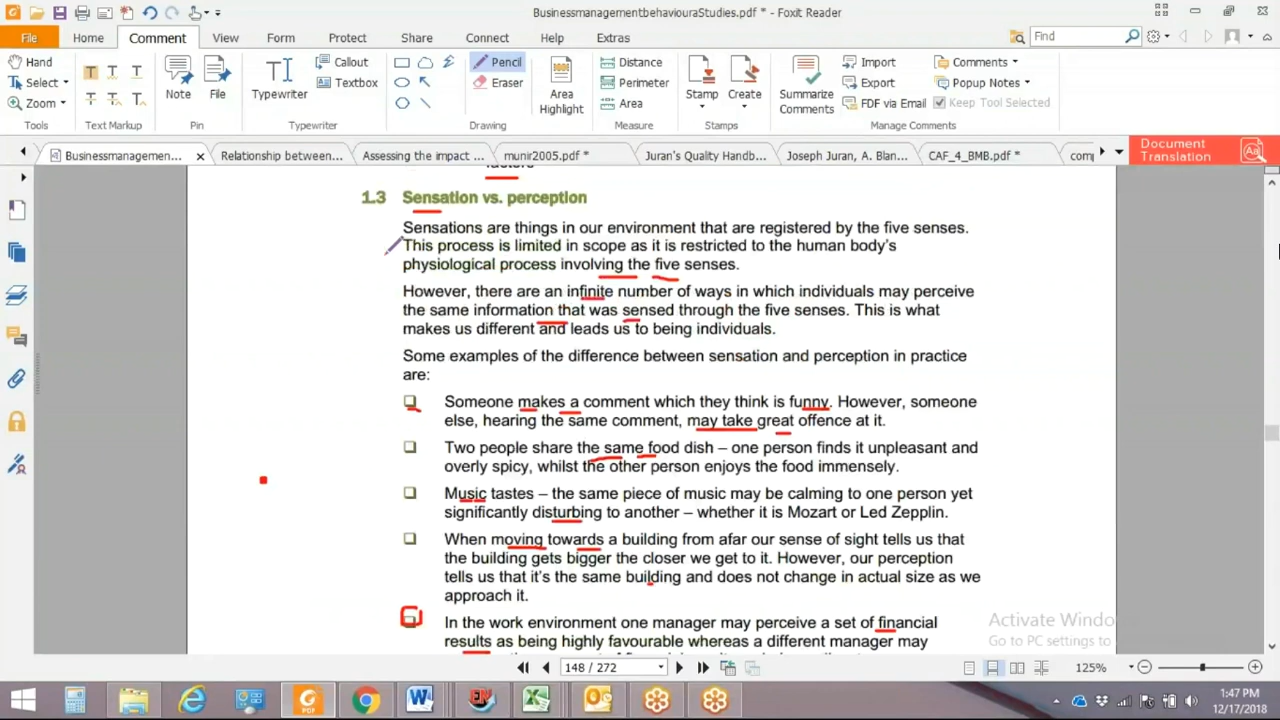 BusinessmanagementbehaviouraStudies.pdf * - Foxit Reader
File Home Comment View Form Protect Share Connect Help Extras Find
Hand Select Zoom Tools
Text Markup
Note File Pin
Typewriter Callout Textbox Typewriter
Pencil Eraser Area Highlight Drawing
Distance Perimeter Area Measure
Stamp Create Stamps
Summarize Comments Import Export FDF via Email Comments Popup Notes Keep Tool Selected Manage Comments
Businessmanagemen... Relationship between... Assessing the impact ... munir2005.pdf * Juran's Quality Handb... Joseph Juran, A. Blan... CAF_4_BMB.pdf * comp
Document Translation
factors
1.3 Sensation vs. perception
Sensations are things in our environment that are registered by the five senses.
This process is limited in scope as it is restricted to the human body's
physiological process involving the five senses.
However, there are an infinite number of ways in which individuals may perceive
the same information that was sensed through the five senses. This is what
makes us different and leads us to being individuals.
Some examples of the difference between sensation and perception in practice
are:
Someone makes a comment which they think is funny. However, someone
else, hearing the same comment, may take great offence at it.
Two people share the same food dish – one person finds it unpleasant and
overly spicy, whilst the other person enjoys the food immensely.
Music tastes – the same piece of music may be calming to one person yet
significantly disturbing to another – whether it is Mozart or Led Zepplin.
When moving towards a building from afar our sense of sight tells us that
the building gets bigger the closer we get to it. However, our perception
tells us that it's the same building and does not change in actual size as we
approach it.
In the work environment one manager may perceive a set of financial
results as being highly favourable whereas a different manager may
Activate Windo
Go to PC settings to
148 / 272
125%
1:47 PM
12/17/2018